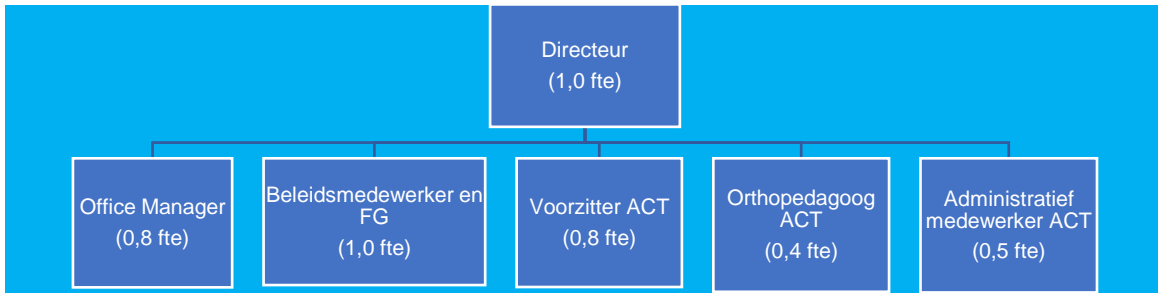 Directeur
(1,0 fte)
Office Manager
(0,8 fte)
Beleidsmedewerker en
FG
(1,0 fte)
Voorzitter ACT
(0,8 fte)
Orthopedagoog
ACT
(0,4 fte)
Administratief
medewerker ACT
(0,5 fte)